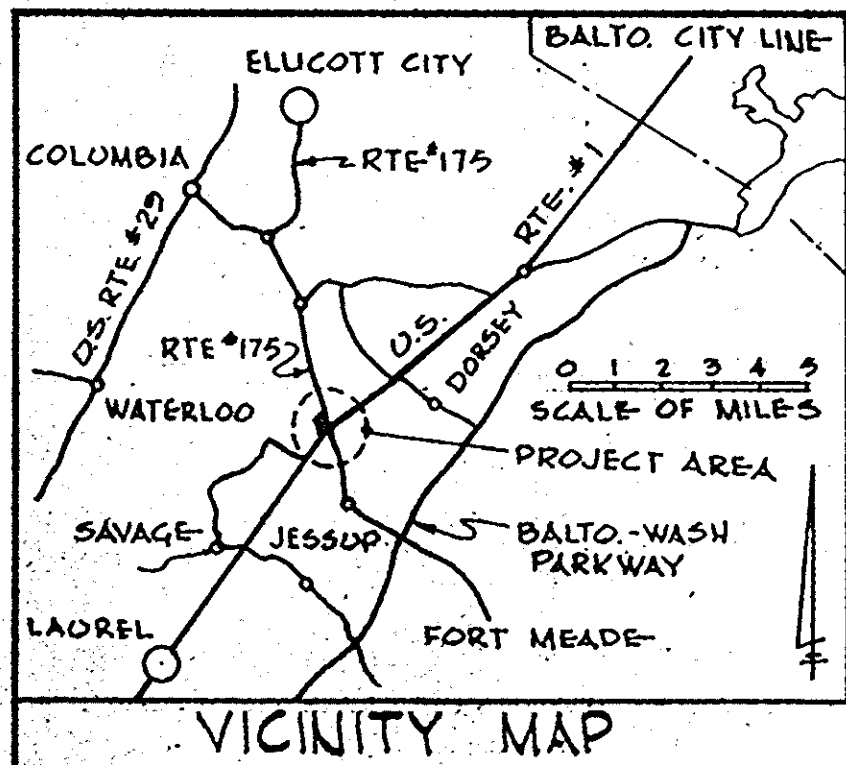 BALTO. CITY LINE
ELLICOTT CITY
COLUMBIA
RTE #175
RTE. #1
U.S. RTE #29
U.S.
DORSEY
RTE #175
0 1 2 3 4 5
SCALE OF MILES
WATERLOO
PROJECT AREA
SAVAGE
JESSUP
BALTO.-WASH
PARKWAY
LAUREL
FORT MEADE
VICINITY MAP